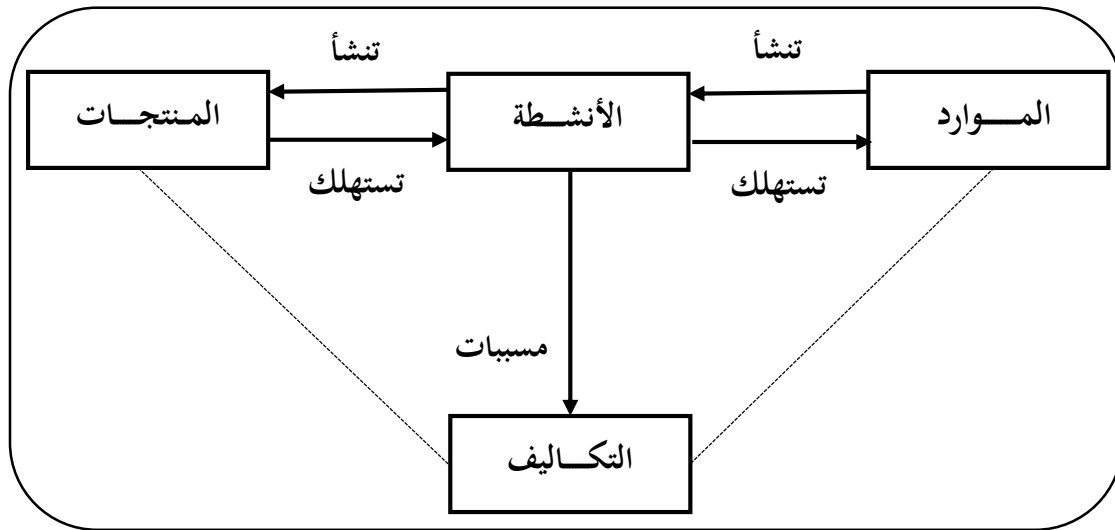 تنشأ
تنشأ
الموارد
الأنشطة
المنتجات
تستهلك
تستهلك
مسببات
التكاليف